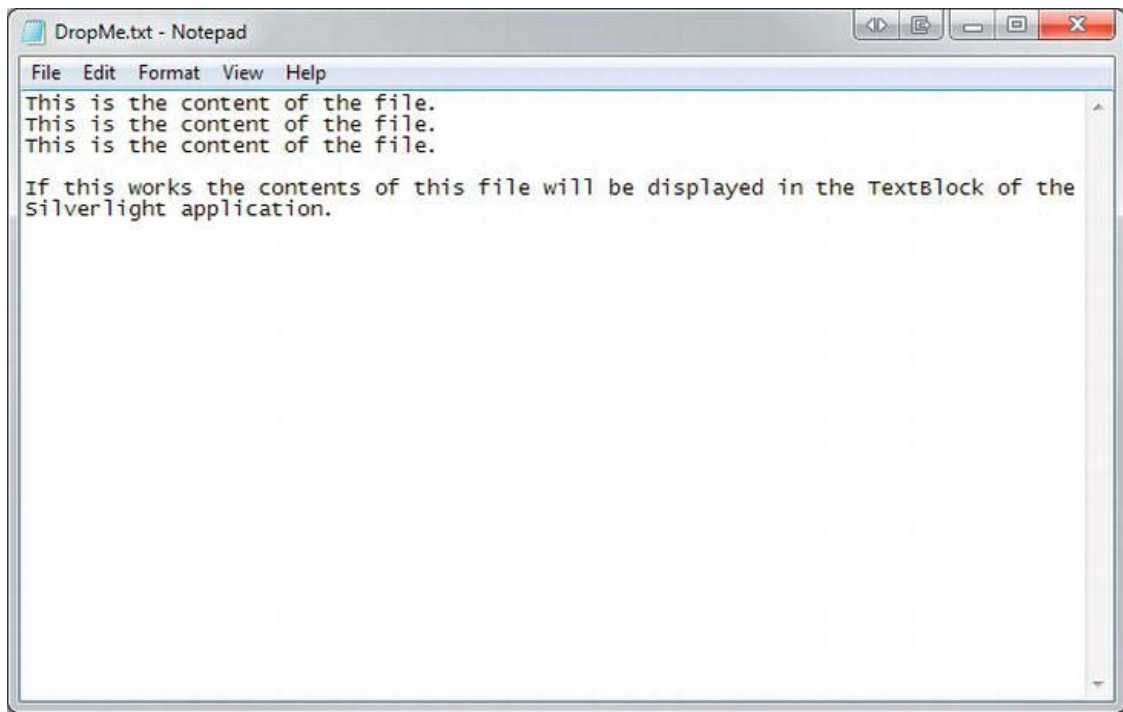 DropMe.txt - Notepad
File Edit Format View Help
This is the content of the file.
This is the content of the file.
This is the content of the file.
If this works the contents of this file will be displayed in the TextBlock of the
Silverlight application.